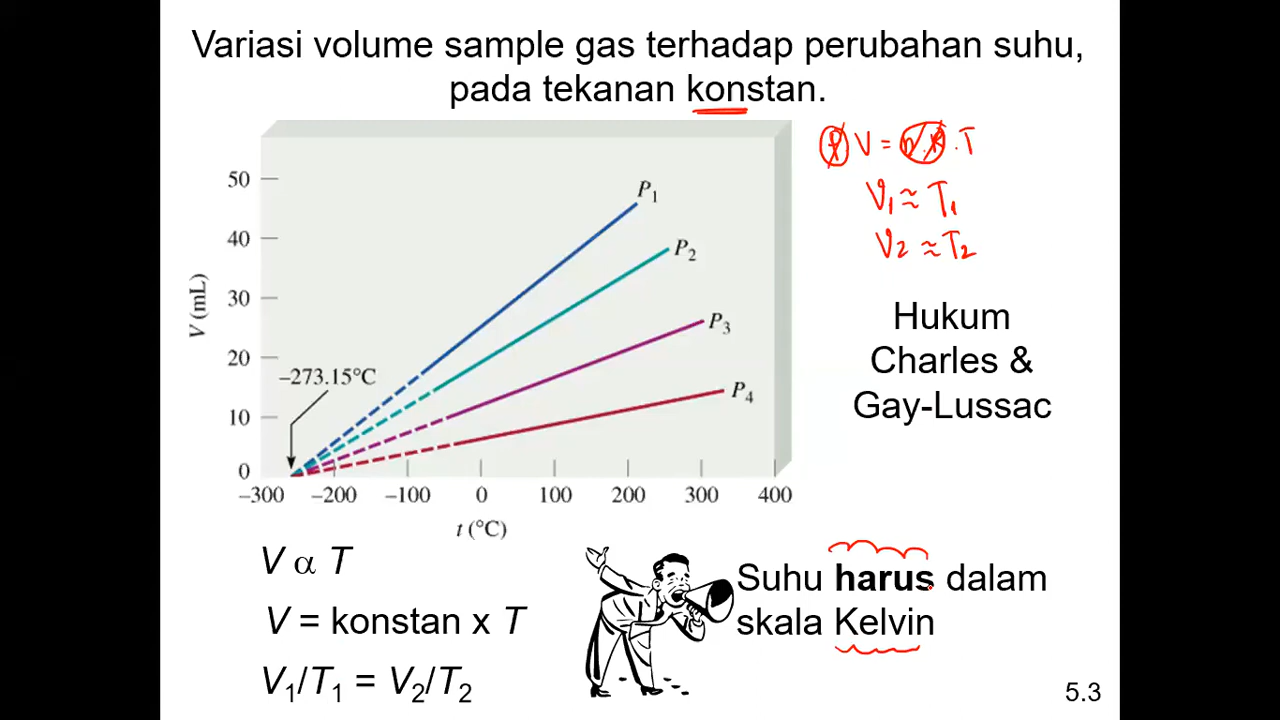 Variasi volume sample gas terhadap perubahan suhu,
pada tekanan konstan.
P V = n.R .T
V1 ≈ T1
V2 ≈ T2
50
40
30
20
10
0
V (mL)
P1
P2
P3
P4
–273.15°C
–300 –200 –100 0 100 200 300 400
t (°C)
Hukum
Charles &
Gay-Lussac
V α T
V = konstan x T
V1/T1 = V2/T2
Suhu harus dalam
skala Kelvin
5.3